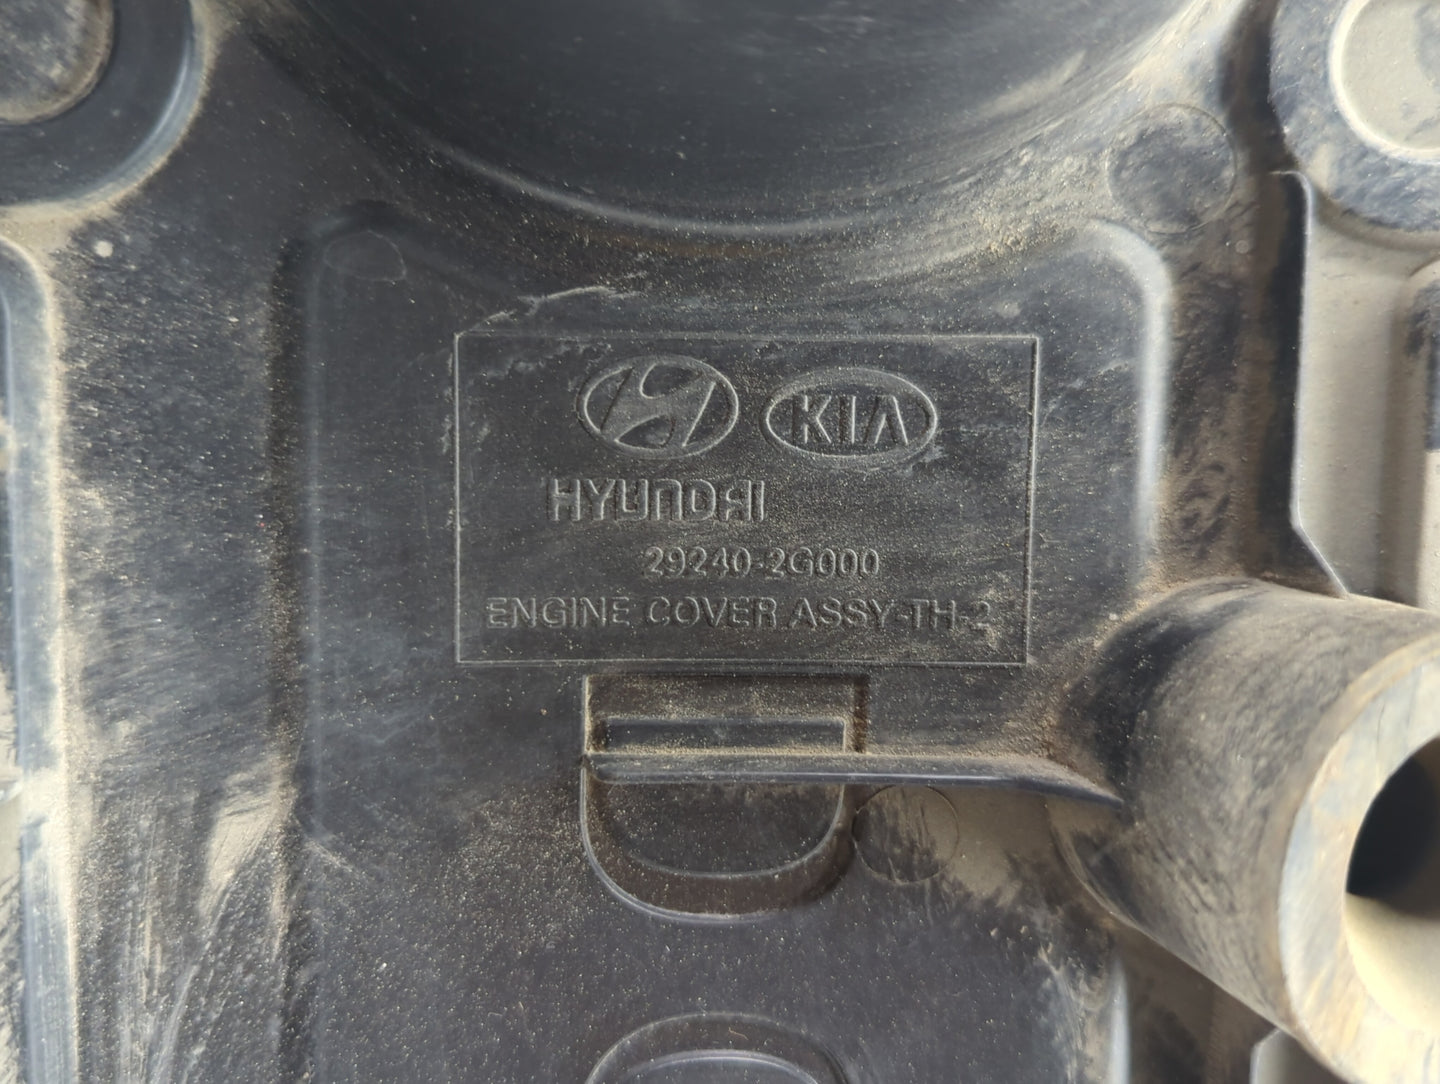 KIA
HYUNDAI
29240-2G000
ENGINE COVER ASSY-TH-2